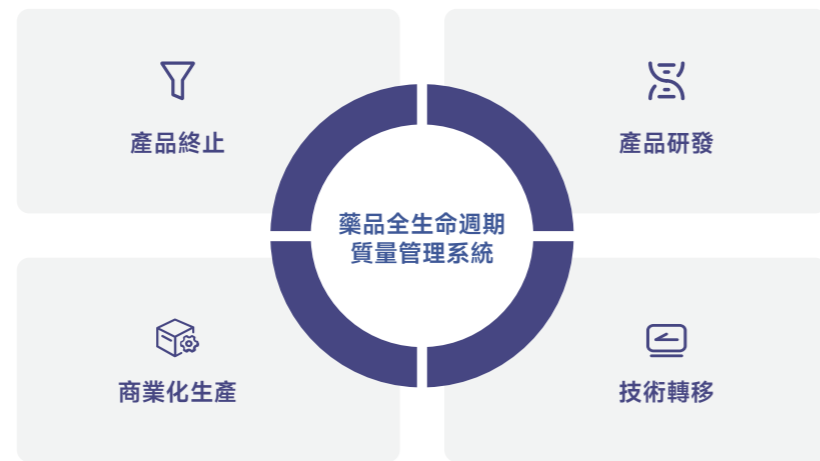 產品終止
產品研發
藥品全生命週期
質量管理系統
商業化生產
技術轉移